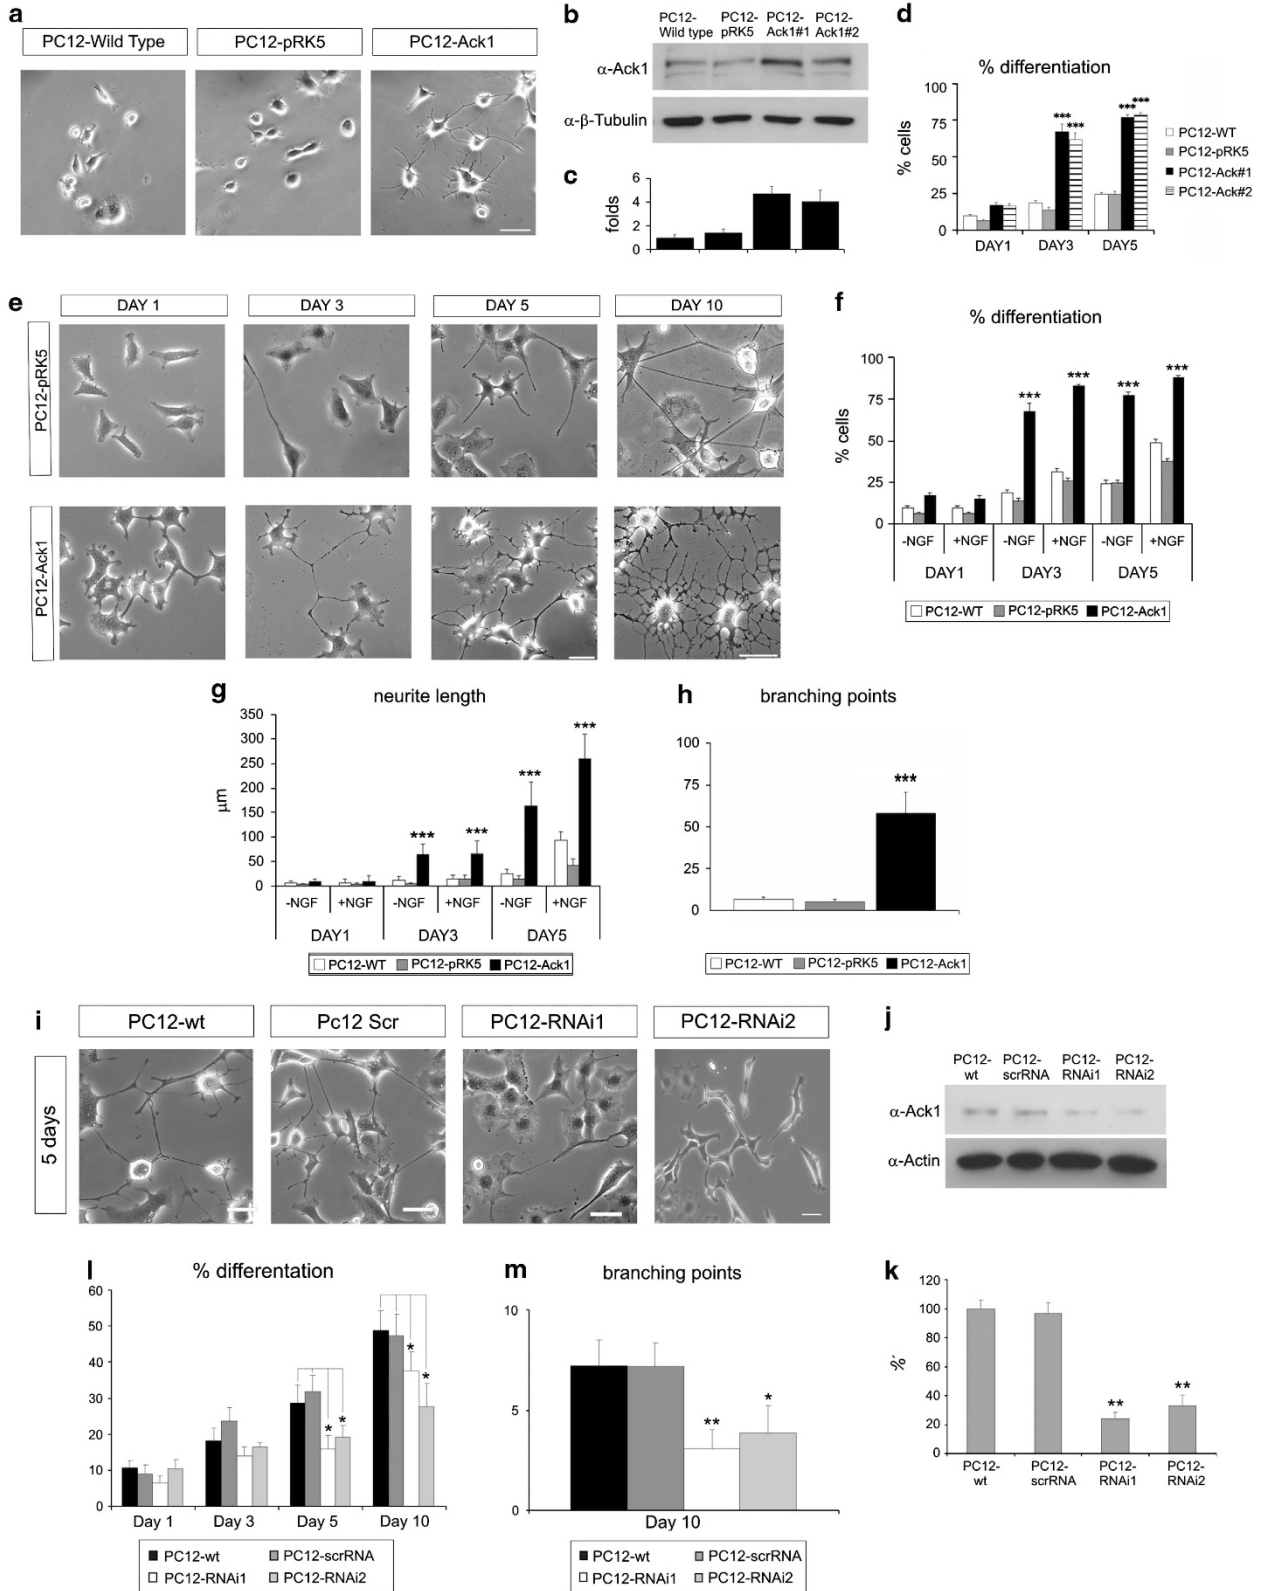 a
PC12-Wild Type
PC12-pRK5
PC12-Ack1
b
PC12-
Wild type
PC12-
pRK5
PC12-
Ack1#1
PC12-
Ack1#2
α-Ack1
α-β-Tubulin
c
folds
6
4
2
0
d
% differentiation
% cells
100
75
50
25
0
***
***
***
***
DAY1
DAY3
DAY5
PC12-WT
PC12-pRK5
PC12-Ack#1
PC12-Ack#2
e
DAY 1
DAY 3
DAY 5
DAY 10
PC12-pRK5
PC12-Ack1
f
% differentiation
% cells
100
75
50
25
0
***
***
***
***
-NGF
+NGF
-NGF
+NGF
-NGF
+NGF
DAY1
DAY3
DAY5
PC12-WT
PC12-pRK5
PC12-Ack1
g
neurite length
μm
350
300
250
200
150
100
50
0
***
***
***
***
-NGF
+NGF
-NGF
+NGF
-NGF
+NGF
DAY1
DAY3
DAY5
PC12-WT
PC12-pRK5
PC12-Ack1
h
branching points
100
75
50
25
0
***
PC12-WT
PC12-pRK5
PC12-Ack1
i
PC12-wt
Pc12 Scr
PC12-RNAi1
PC12-RNAi2
5 days
j
PC12-
wt
PC12-
scrRNA
PC12-
RNAi1
PC12-
RNAi2
α-Ack1
α-Actin
l
% differentation
60
50
40
30
20
10
0
*
*
*
*
Day 1
Day 3
Day 5
Day 10
PC12-wt
PC12-scrRNA
PC12-RNAi1
PC12-RNAi2
m
branching points
10
5
0
**
*
Day 10
PC12-wt
PC12-scrRNA
PC12-RNAi1
PC12-RNAi2
k
%
120
100
80
60
40
20
0
**
**
PC12-
wt
PC12-
scrRNA
PC12-
RNAi1
PC12-
RNAi2